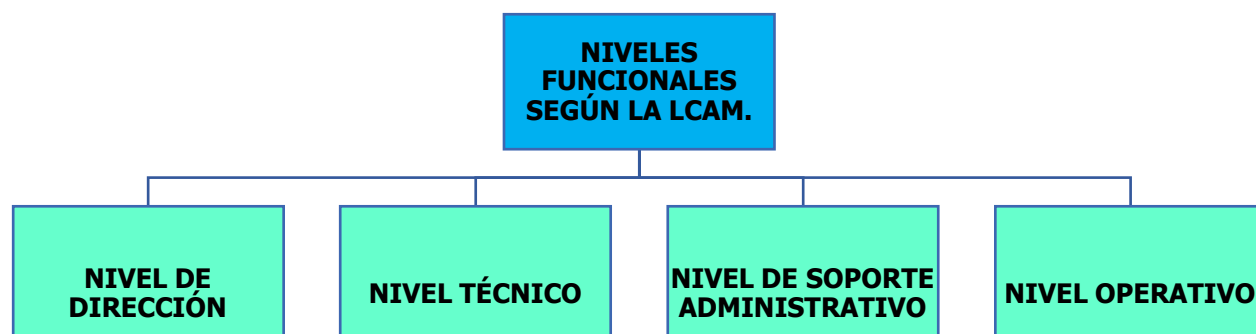 NIVELES
FUNCIONALES
SEGÚN LA LCAM.
NIVEL DE
DIRECCIÓN
NIVEL TÉCNICO
NIVEL DE SOPORTE
ADMINISTRATIVO
NIVEL OPERATIVO